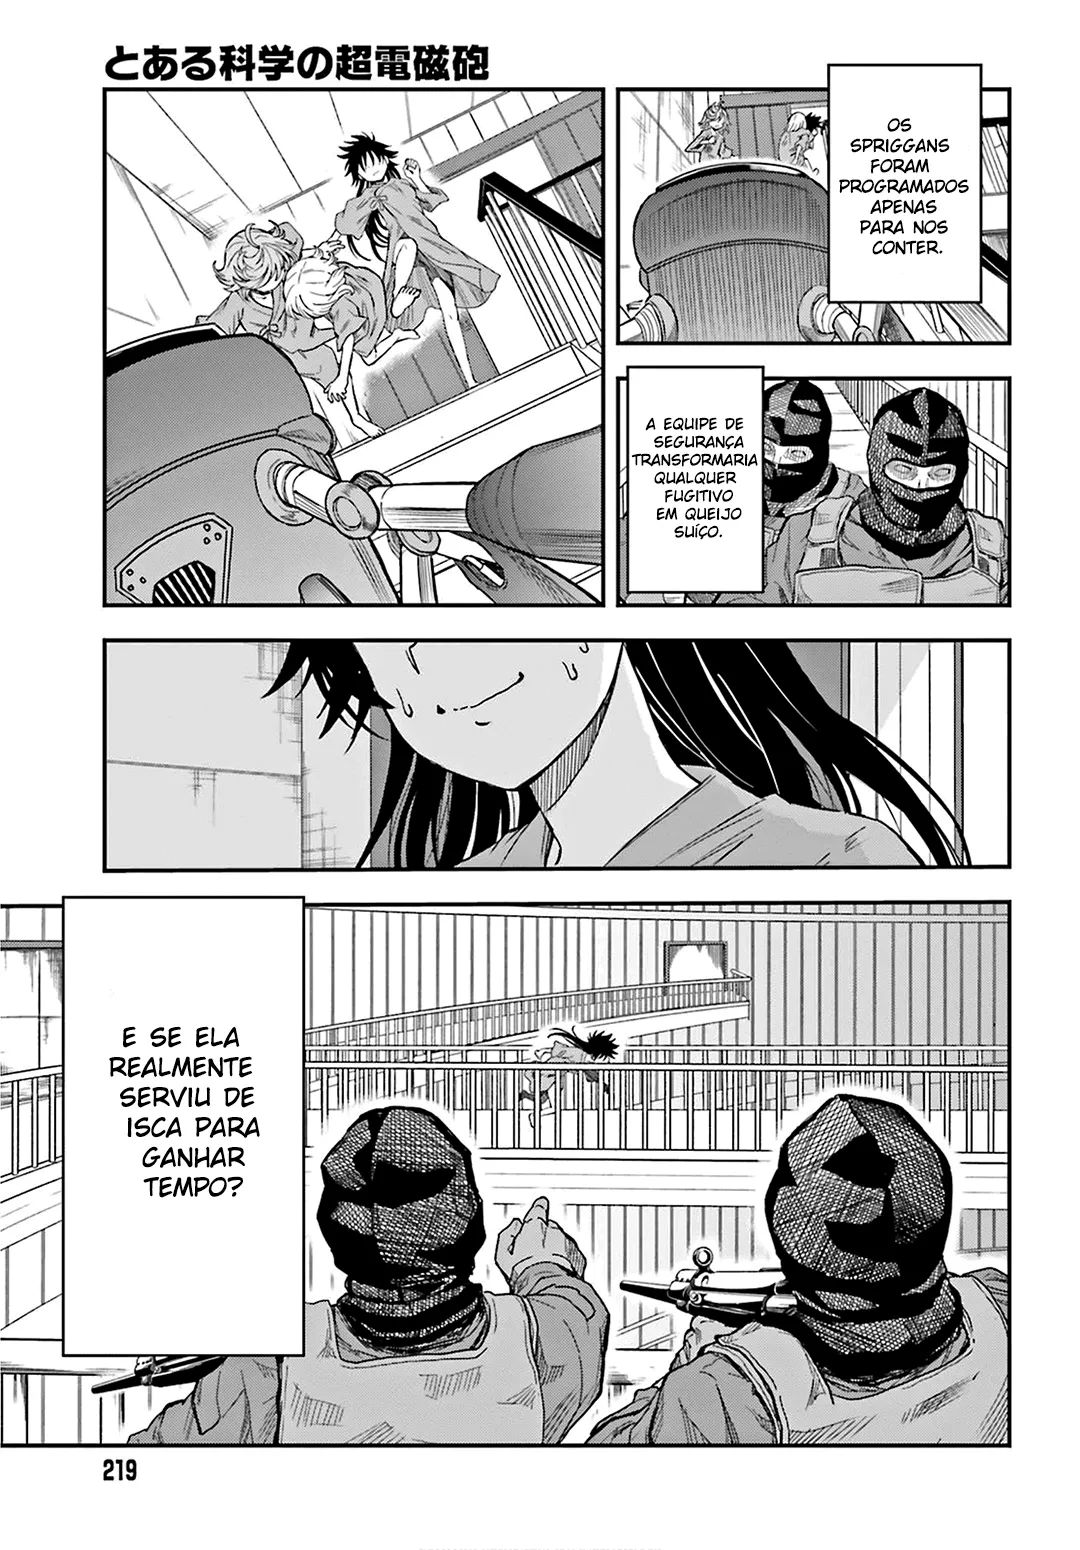 とある科学の超電磁砲
OS
SPRIGGANS
FORAM
PROGRAMADOS
APENAS
PARA NOS
CONTER.
A EQUIPE DE
SEGURANÇA
TRANSFORMARIA
QUALQUER
FUGITIVO
EM QUEIJO
SUÍÇO.
E SE ELA
REALMENTE
SERVIU DE
ISCA PARA
GANHAR
TEMPO?
219